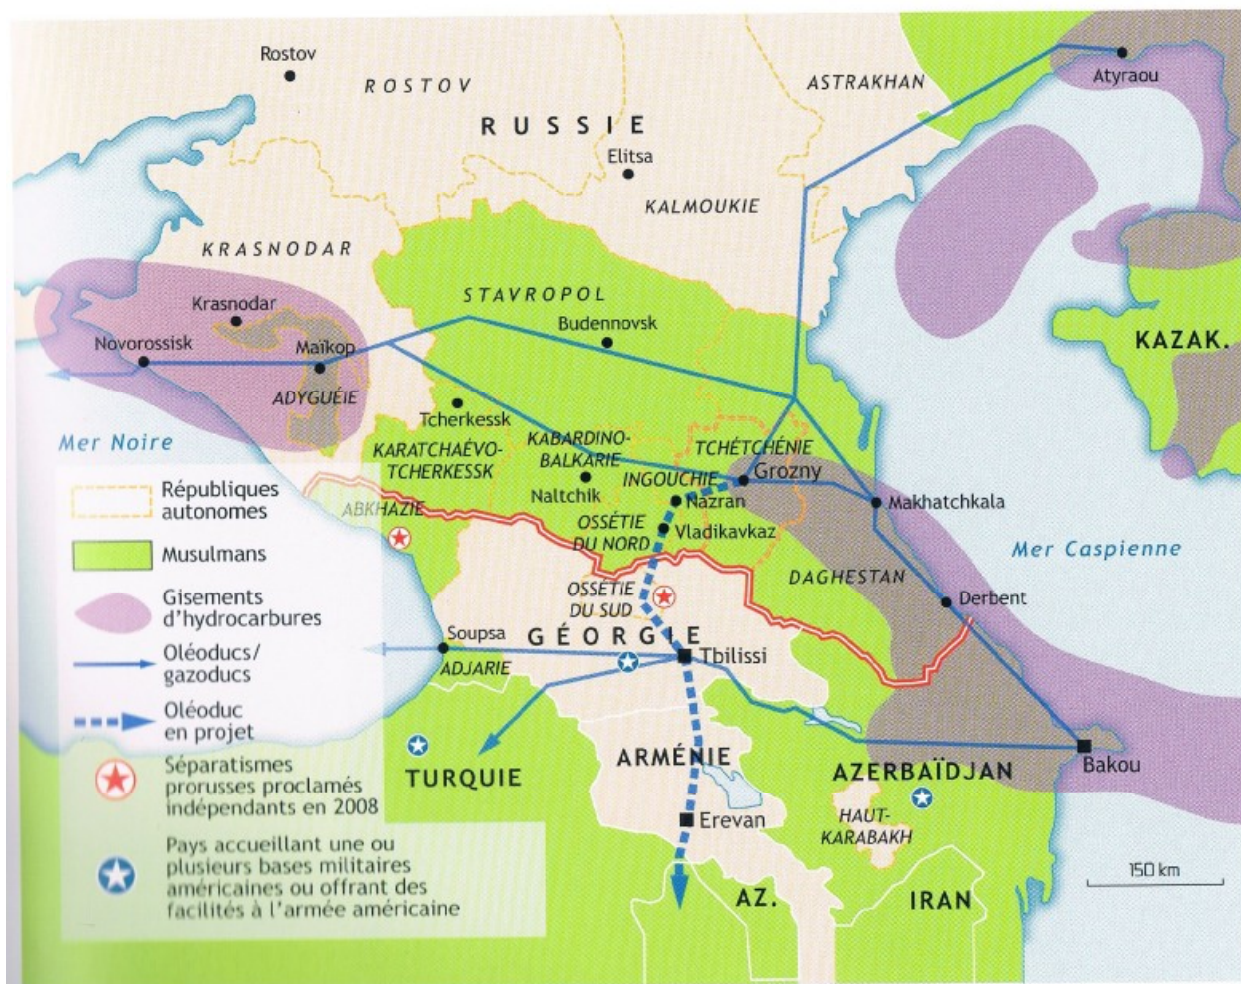 Rostov
ROSTOV
ASTRAKHAN
Atyraou
RUSSIE
Elitsa
KALMOUKIE
KRASNODAR
STAVROPOL
Krasnodar
Budennovsk
Novorossisk
Maïkop
KAZAK.
ADYGUÉIE
Tcherkessk
Mer Noire
KARATCHAÉVO-
TCHERKESSK
KABARDINO-
BALKARIE
TCHÉTCHÉNIE
INGOUCHIE
Grozny
Naltchik
Nazran
Makhatchkala
ABKHAZIE
OSSÉTIE
DU NORD
Vladikavkaz
Mer Caspienne
DAGHESTAN
OSSÉTIE
DU SUD
Derbent
GÉORGIE
Soupsa
Tbilissi
ADJARIE
ARMÉNIE
TURQUIE
AZERBAÏDJAN
Bakou
Erevan
HAUT-
KARABAKH
AZ.
IRAN
150 km
Républiques
autonomes
Musulmans
Gisements
d'hydrocarbures
Oléoducs/
gazoducs
Oléoduc
en projet
Séparatismes
prorusses proclamés
indépendants en 2008
Pays accueillant une ou
plusieurs bases militaires
américaines ou offrant des
facilités à l'armée américaine